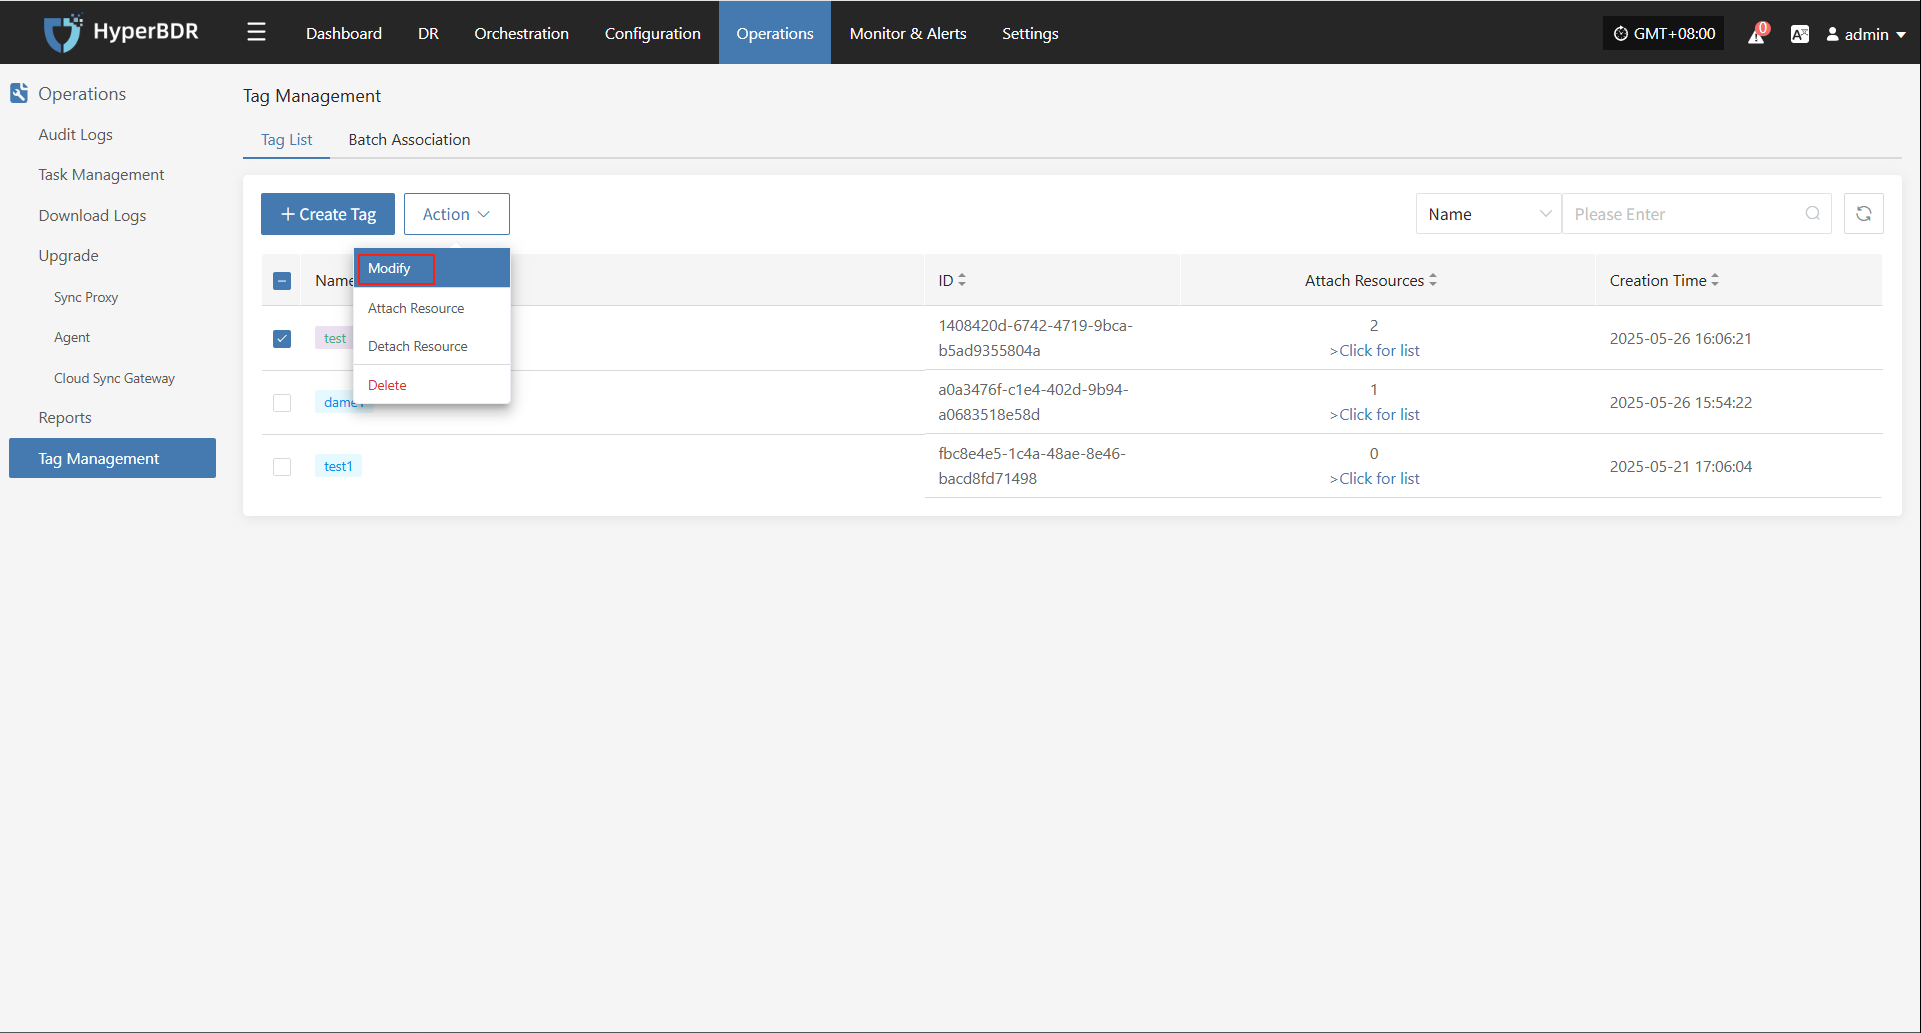 HyperBDR
Dashboard
DR
Orchestration
Configuration
Operations
Monitor & Alerts
Settings
GMT+08:00
0
admin
Operations
Audit Logs
Task Management
Download Logs
Upgrade
Sync Proxy
Agent
Cloud Sync Gateway
Reports
Tag Management
Tag Management
Tag List
Batch Association
+ Create Tag
Action
Name
Please Enter
Modify
Attach Resource
Detach Resource
Delete
Name
ID
Attach Resources
Creation Time
test
1408420d-6742-4719-9bca-
b5ad9355804a
2
>Click for list
2025-05-26 16:06:21
dame1
a0a3476f-c1e4-402d-9b94-
a0683518e58d
1
>Click for list
2025-05-26 15:54:22
test1
fbc8e4e5-1c4a-48ae-8e46-
bacd8fd71498
0
>Click for list
2025-05-21 17:06:04